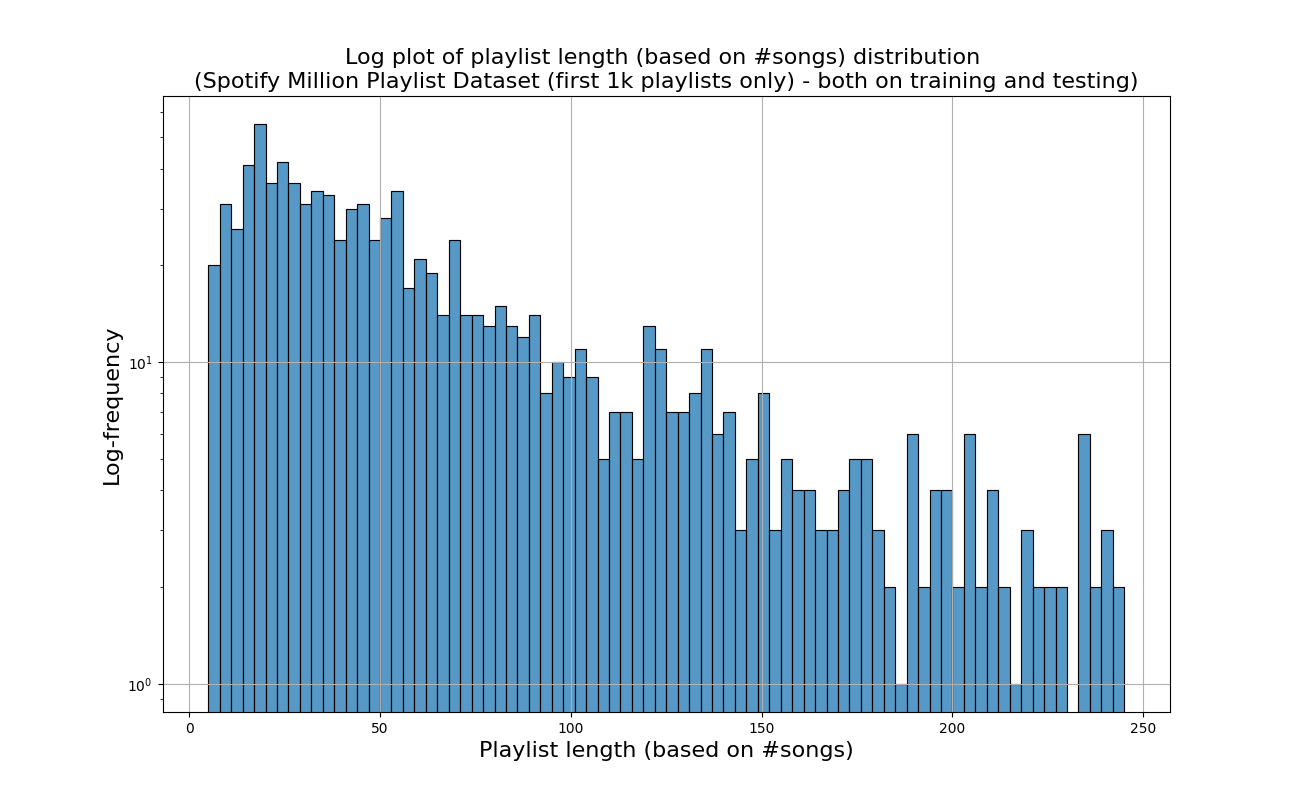 Log plot of playlist length (based on #songs) distribution
(Spotify Million Playlist Dataset (first 1k playlists only) - both on training and testing)
Log-frequency
10¹
10⁰
0 50 100 150 200 250
Playlist length (based on #songs)